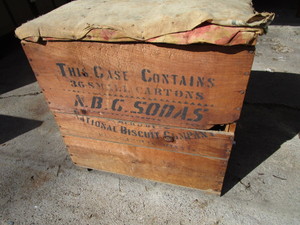 THIS CASE CONTAINS
36 SMALL CARTONS
N.B.C. SODAS
NATIONAL BISCUIT COMPANY